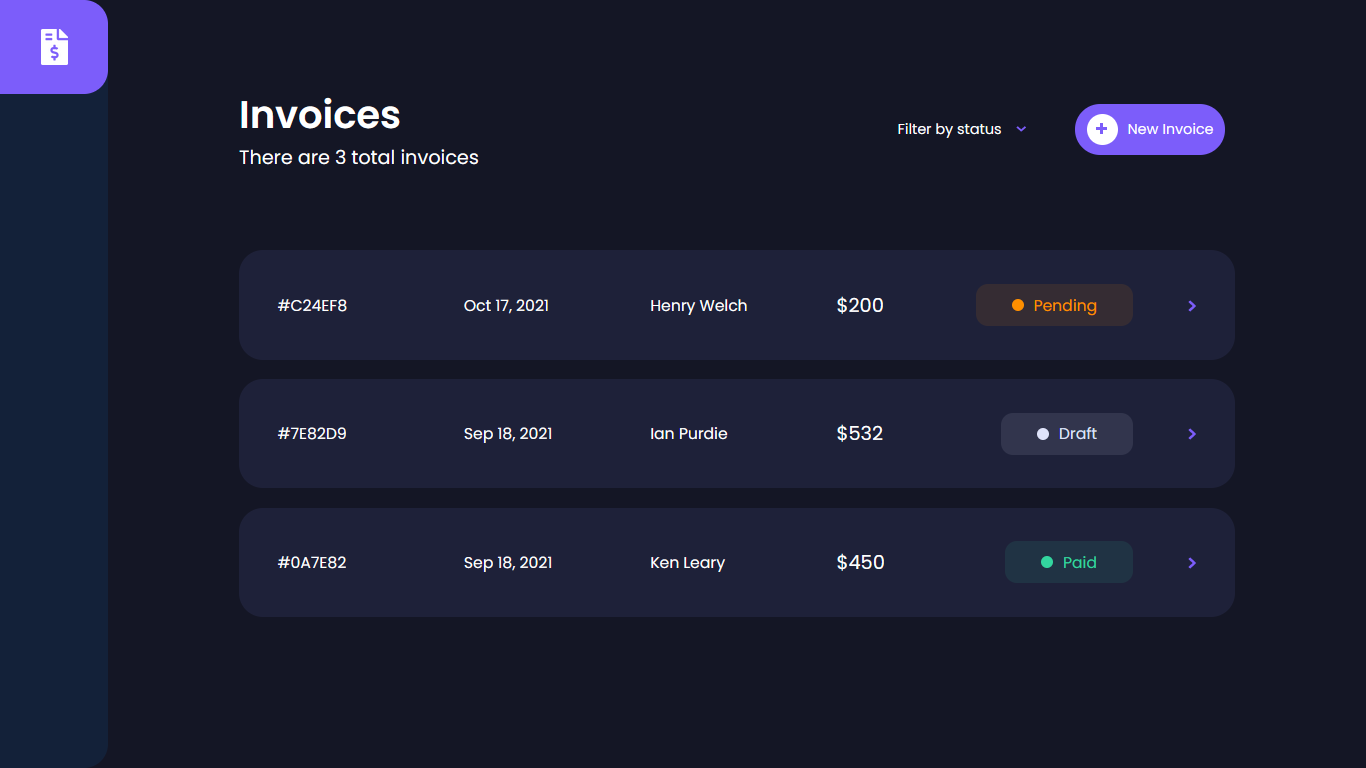 $
Invoices
There are 3 total invoices
Filter by status
New Invoice
#C24EF8 Oct 17, 2021 Henry Welch $200 Pending
#7E82D9 Sep 18, 2021 Ian Purdie $532 Draft
#0A7E82 Sep 18, 2021 Ken Leary $450 Paid